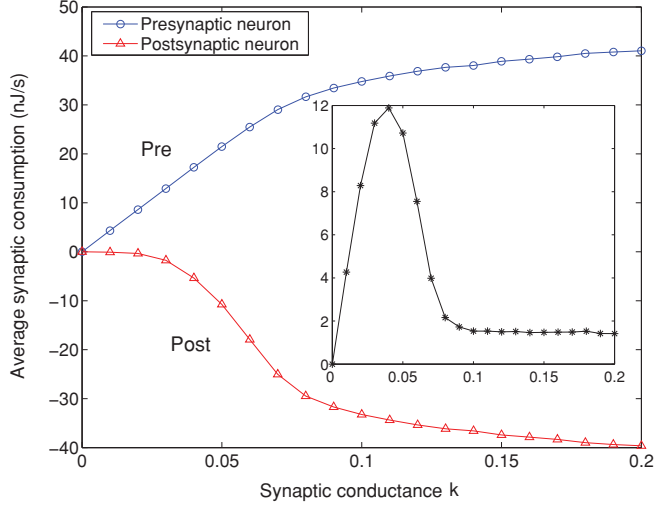 50
40
30
20
10
0
−10
−20
−30
−40
Average synaptic consumption (nJ/s)
Presynaptic neuron
Postsynaptic neuron
Pre
Post
12
10
8
6
4
2
0
0 0.05 0.1 0.15 0.2
0 0.05 0.1 0.15 0.2
Synaptic conductance k